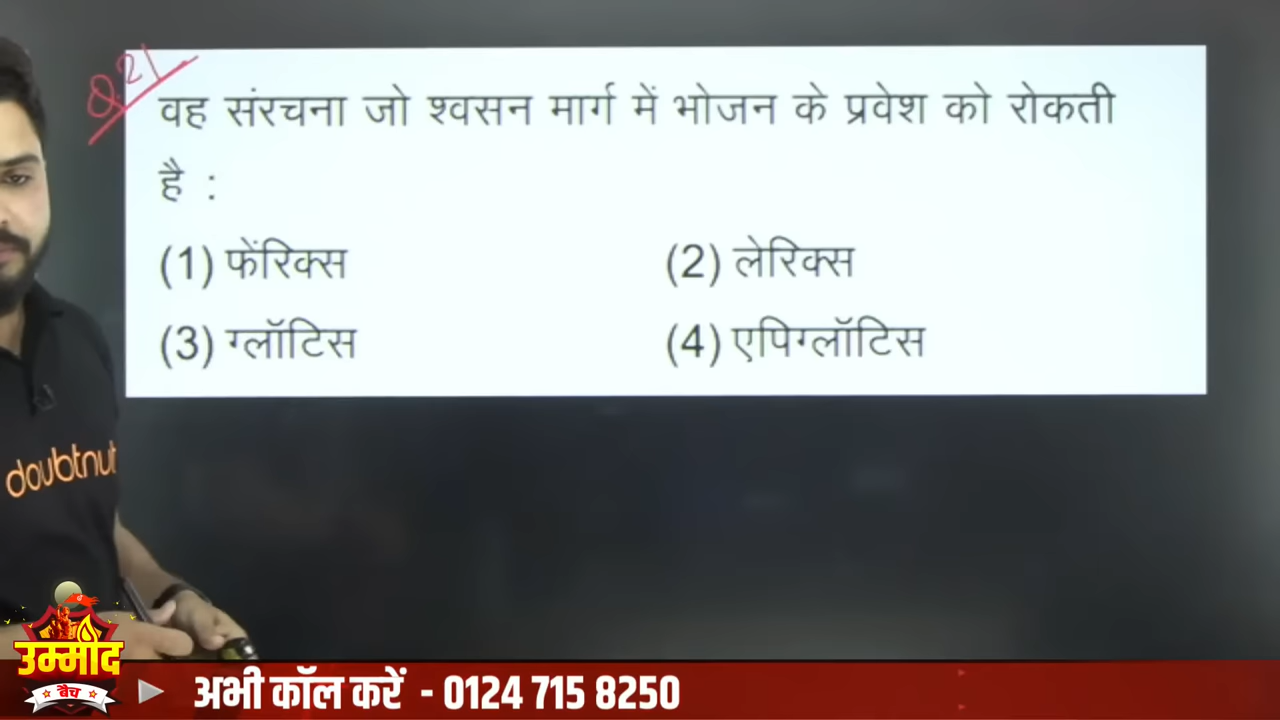 Q.21
वह संरचना जो श्वसन मार्ग में भोजन के प्रवेश को रोकती
है :
(1) फेंरिक्स (2) लेरिक्स
(3) ग्लॉटिस (4) एपिग्लॉटिस
doubtnut
उम्मीद
बैच
अभी कॉल करें - 0124 715 8250